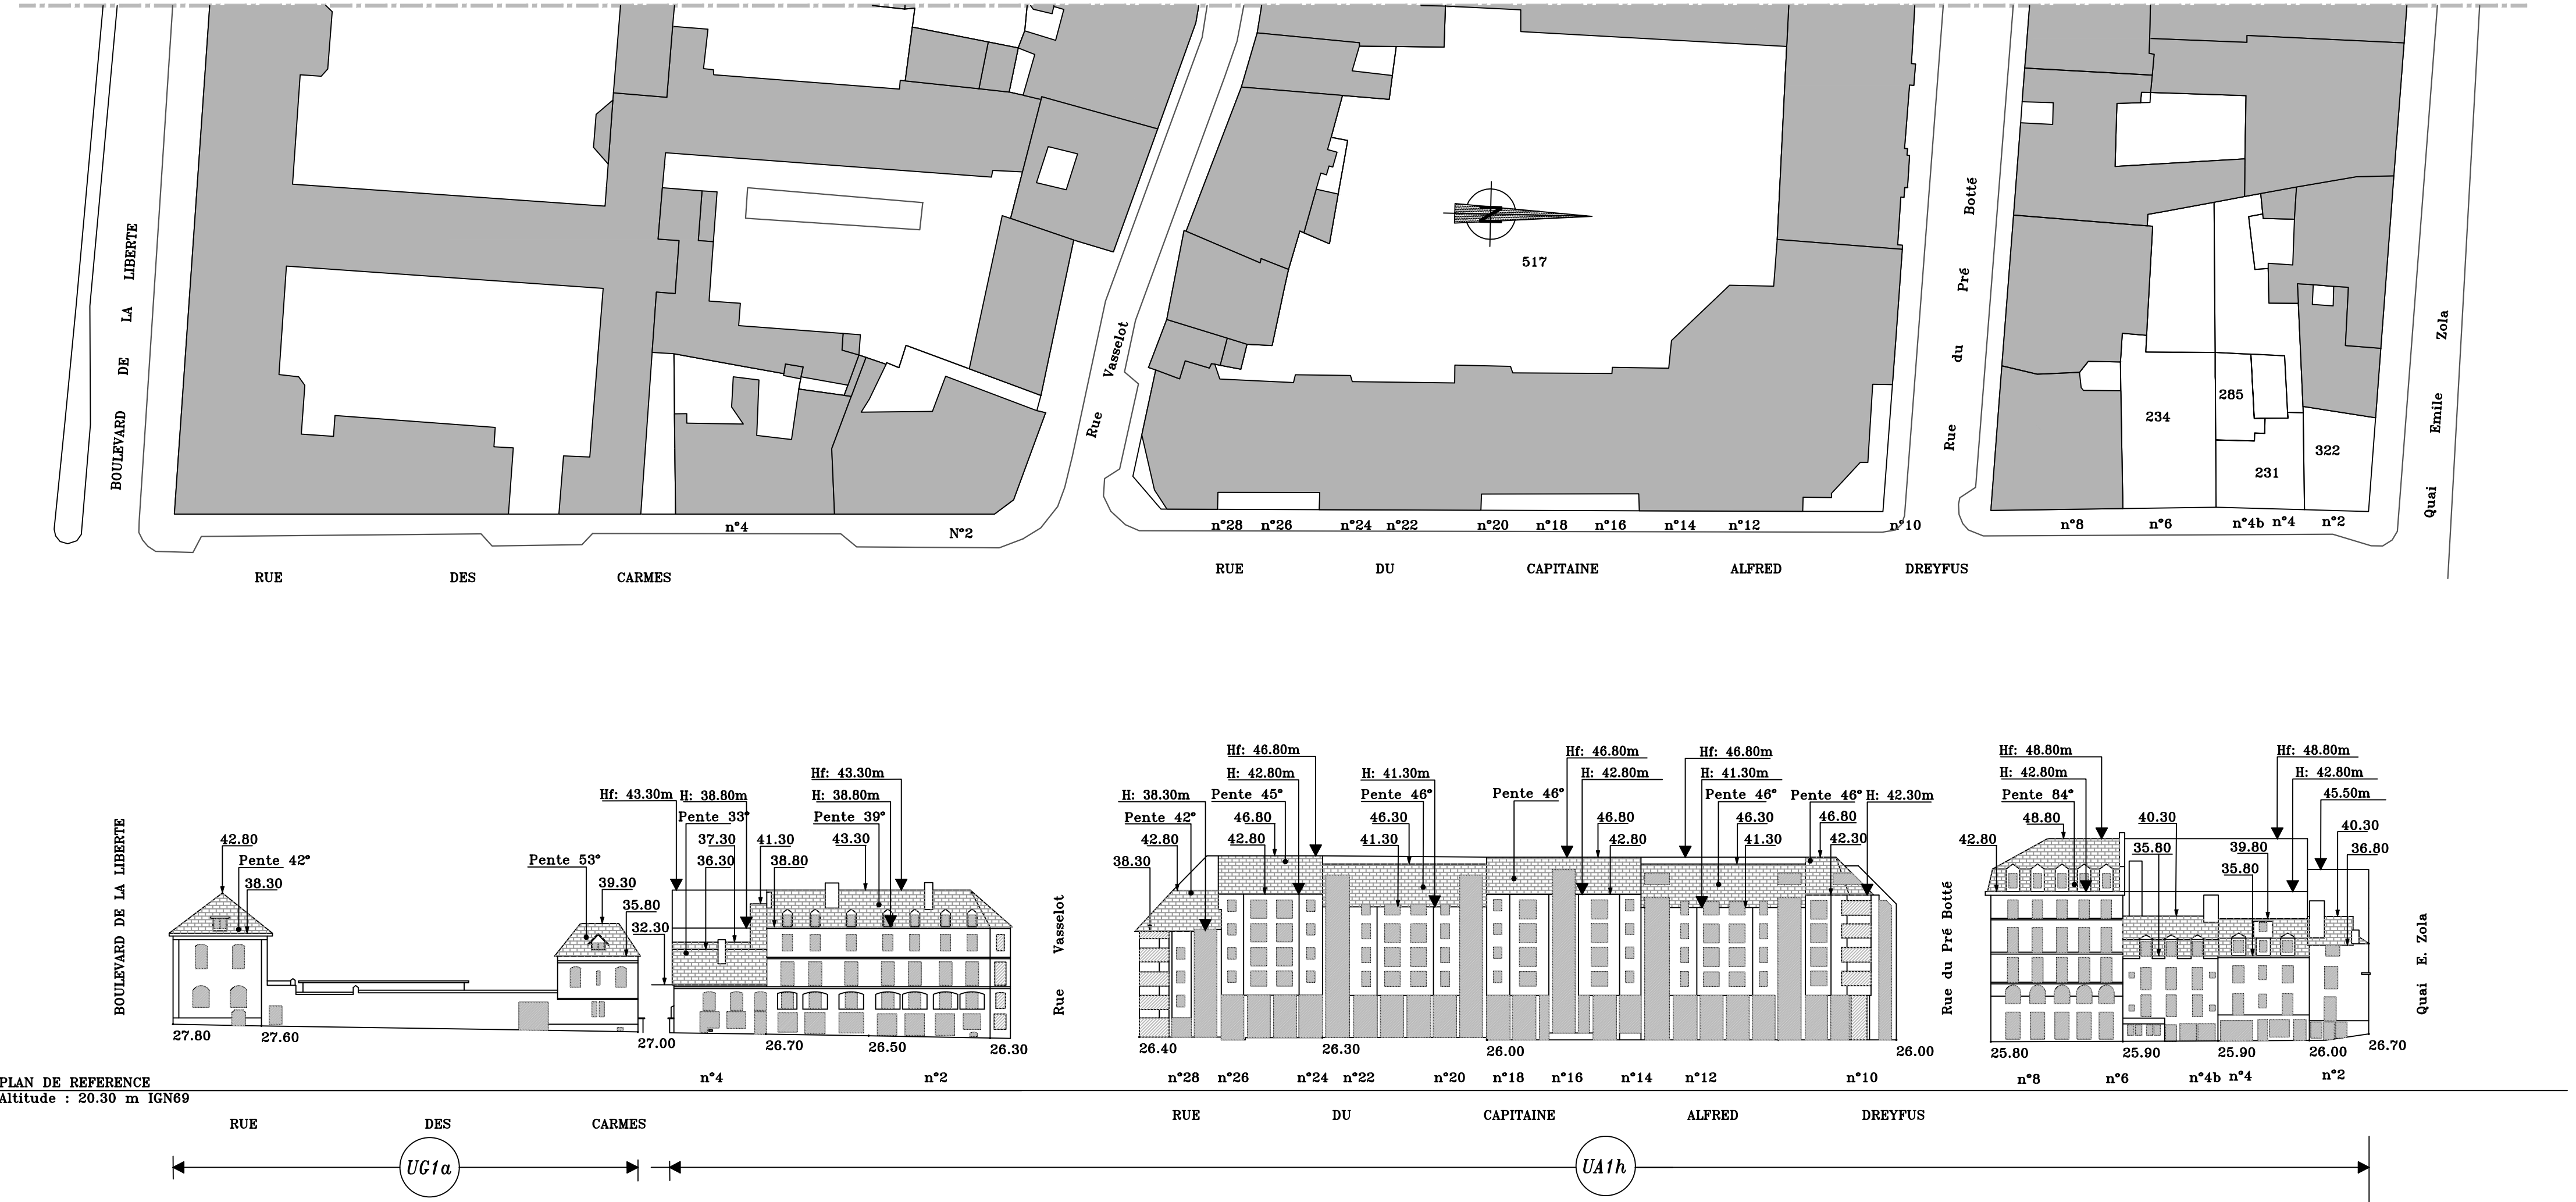 BOULEVARD DE LA LIBERTE
Rue Vasselot
N
517
Rue du Pré Botté
234
285
231
322
Quai Emile Zola
n°4
N°2
n°28 n°26 n°24 n°22 n°20 n°18 n°16 n°14 n°12 n°10
n°8 n°6 n°4b n°4 n°2
RUE DES CARMES
RUE DU CAPITAINE ALFRED DREYFUS
BOULEVARD DE LA LIBERTE
42.80
Pente 42°
38.30
Pente 53°
39.30
35.80
32.30
Hf: 43.30m
H: 38.80m
Pente 33°
37.30
36.30
41.30
38.80
Hf: 43.30m
H: 38.80m
Pente 39°
43.30
27.80
27.60
27.00
26.70
26.50
26.30
Rue Vasselot
H: 38.30m
Pente 42°
42.80
38.30
Hf: 46.80m
H: 42.80m
Pente 45°
46.80
42.80
H: 41.30m
Pente 46°
46.30
41.30
Pente 46°
Hf: 46.80m
H: 42.80m
46.80
42.80
Hf: 46.80m
H: 41.30m
Pente 46°
46.30
41.30
Pente 46°
H: 42.30m
46.80
42.30
26.40
26.30
26.00
26.00
Rue du Pré Botté
Hf: 48.80m
H: 42.80m
Pente 84°
48.80
42.80
40.30
35.80
39.80
35.80
Hf: 48.80m
H: 42.80m
45.50m
40.30
36.80
25.80
25.90
25.90
26.00
26.70
Quai E. Zola
n°4 n°2
n°28 n°26 n°24 n°22 n°20 n°18 n°16 n°14 n°12 n°10
n°8 n°6 n°4b n°4 n°2
PLAN DE REFERENCE
Altitude : 20.30 m IGN69
RUE DES CARMES
RUE DU CAPITAINE ALFRED DREYFUS
UG1a
UA1h